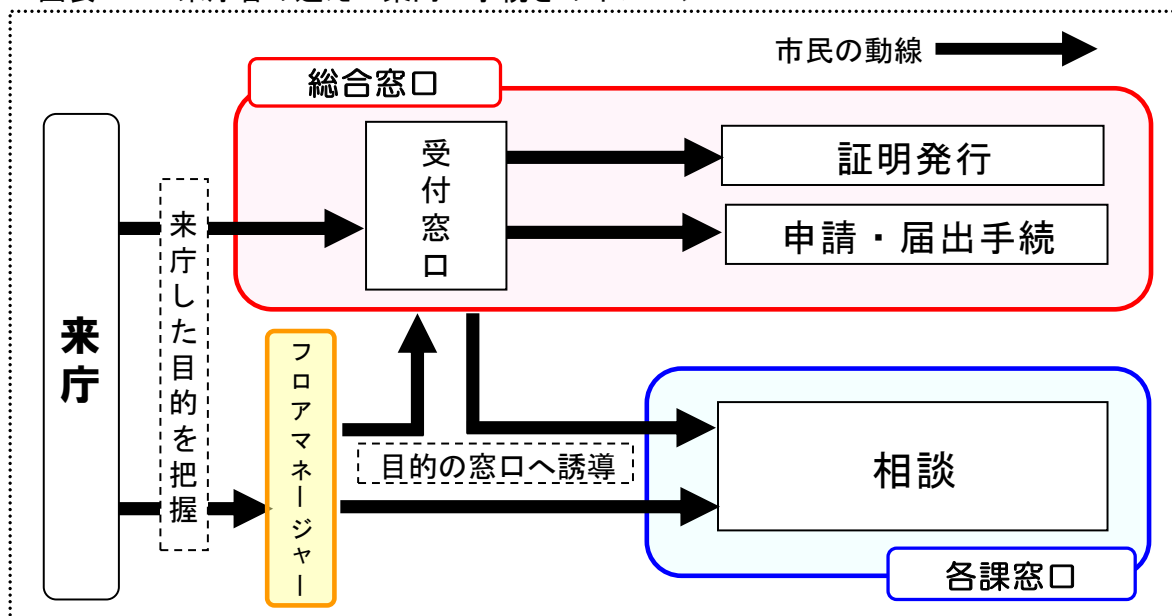 市民の動線
総合窓口
受付窓口
証明発行
申請・届出手続
来庁
来庁した目的を把握
フロアマネージャー
目的の窓口へ誘導
相談
各課窓口